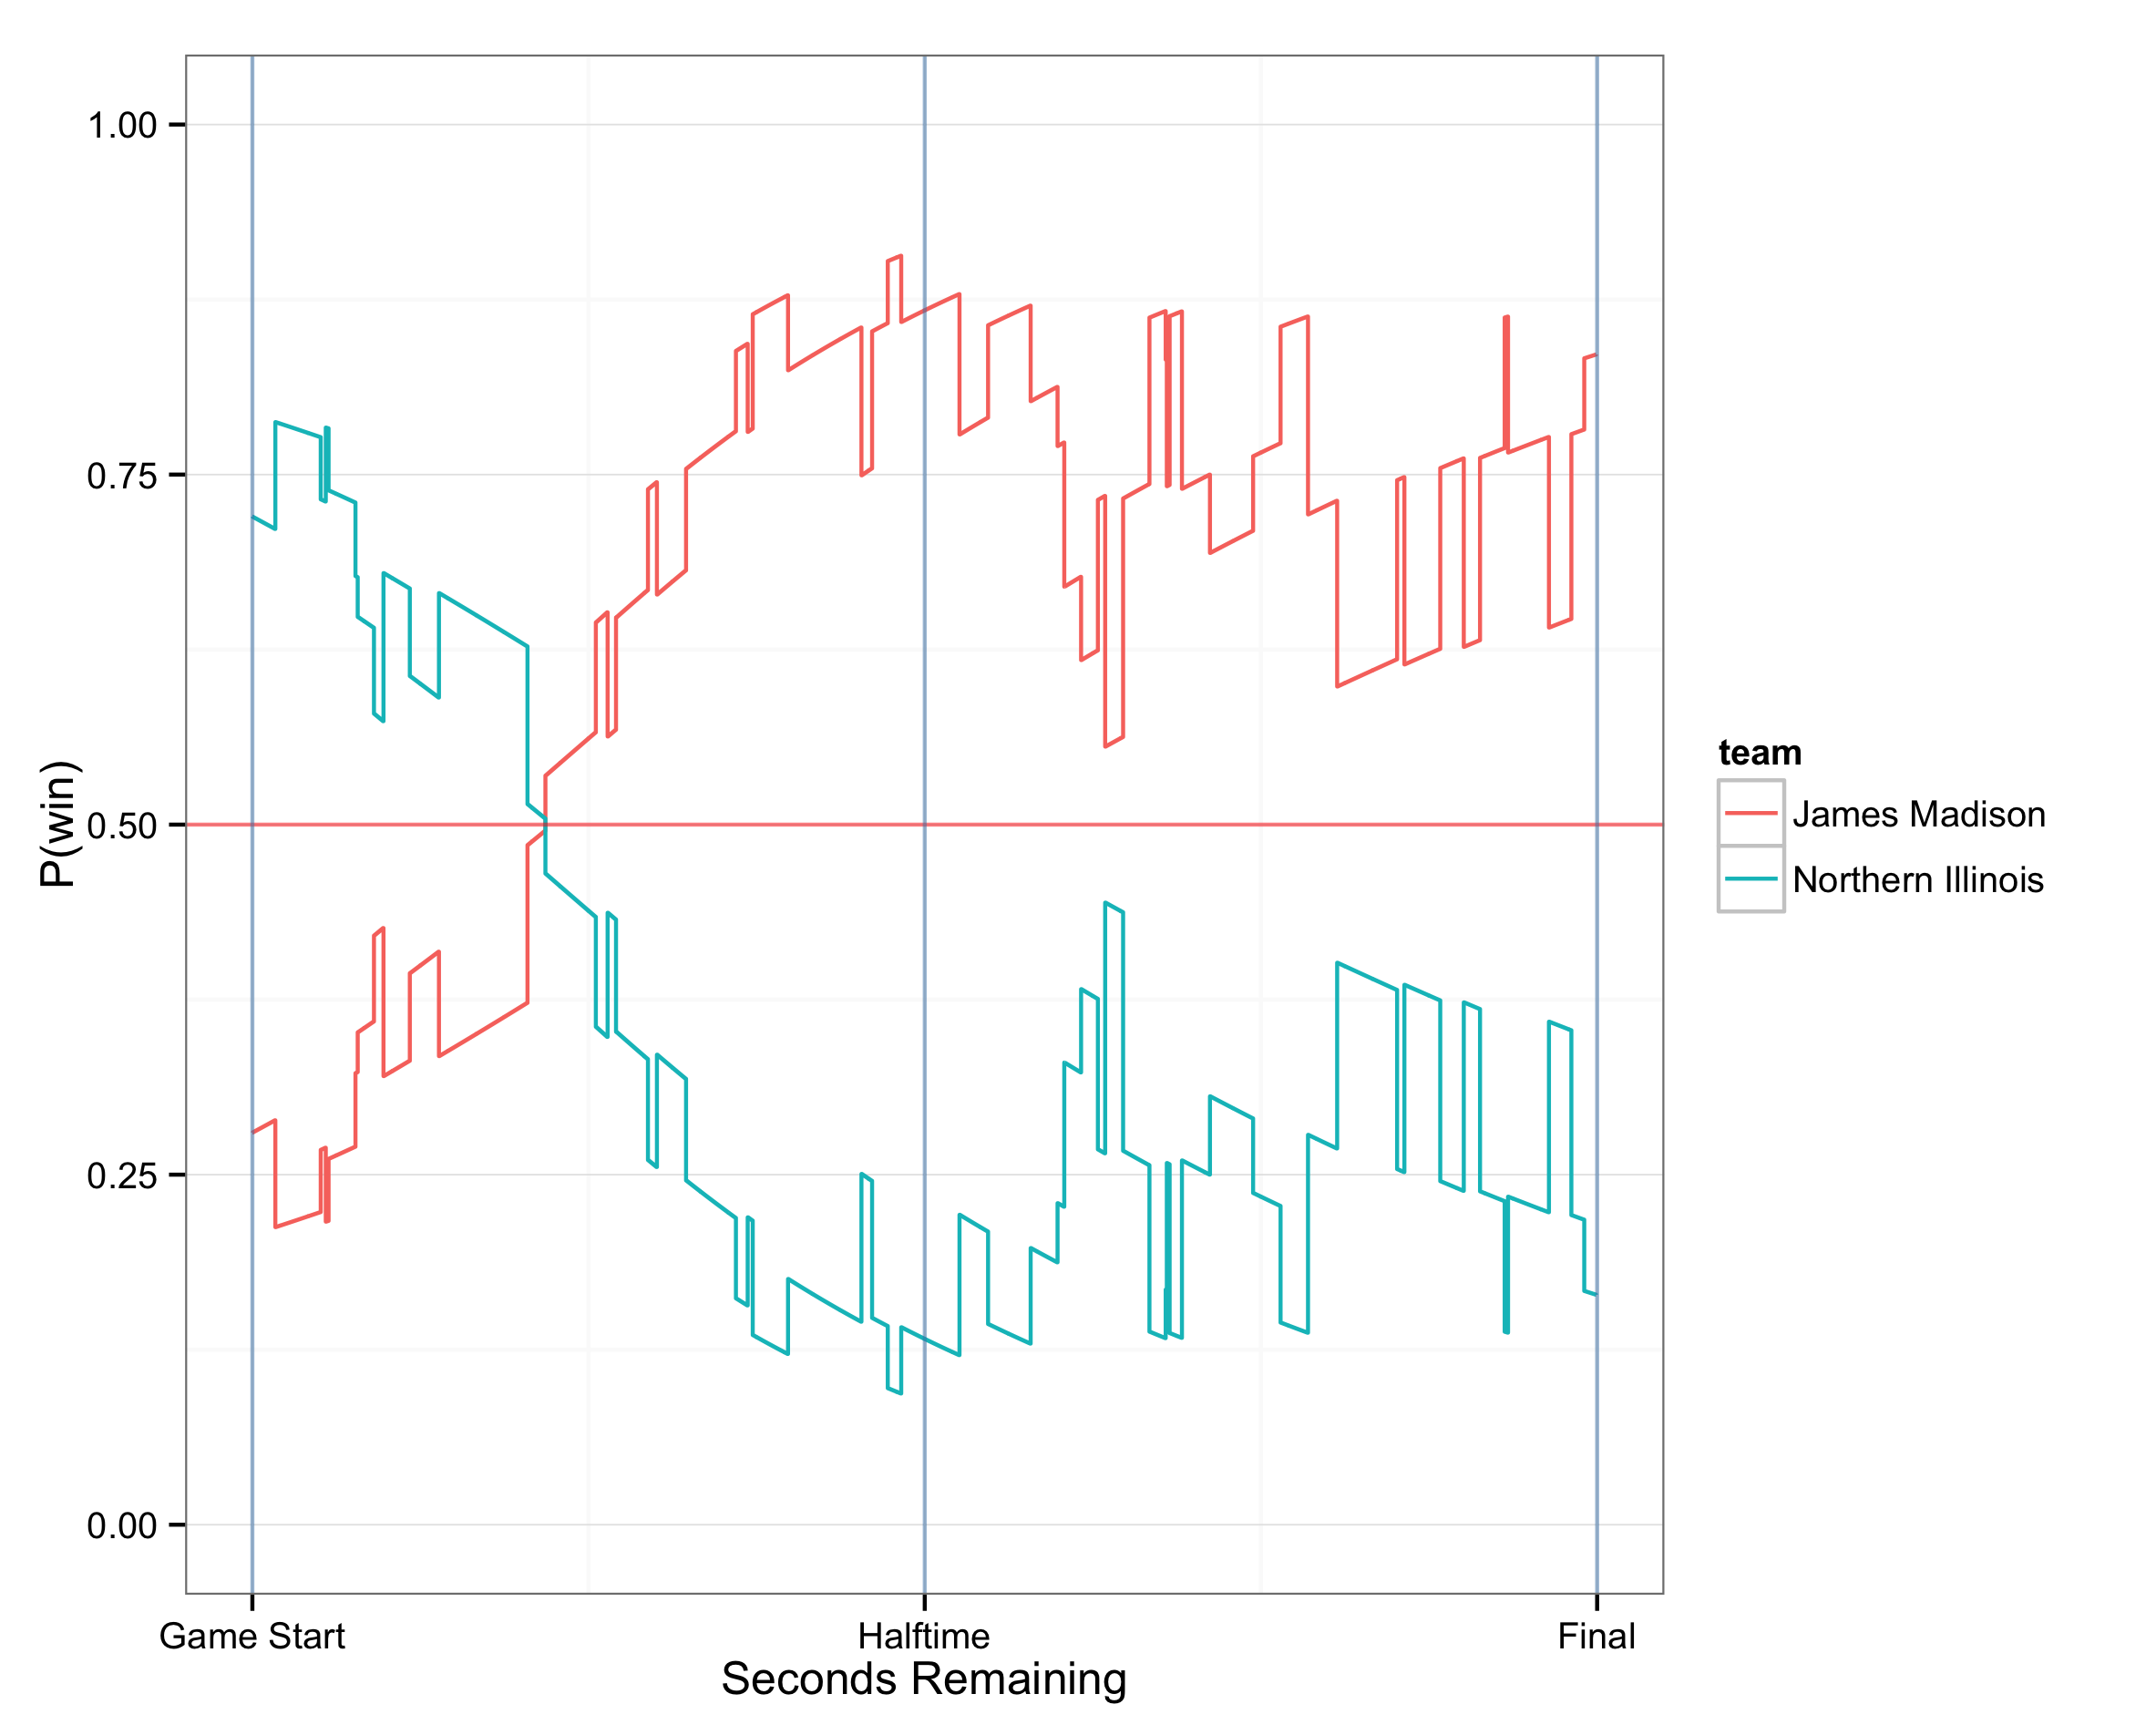 1.00
0.75
0.50
0.25
0.00
P(win)
Game Start
Halftime
Final
Seconds Remaining
team
James Madison
Northern Illinois